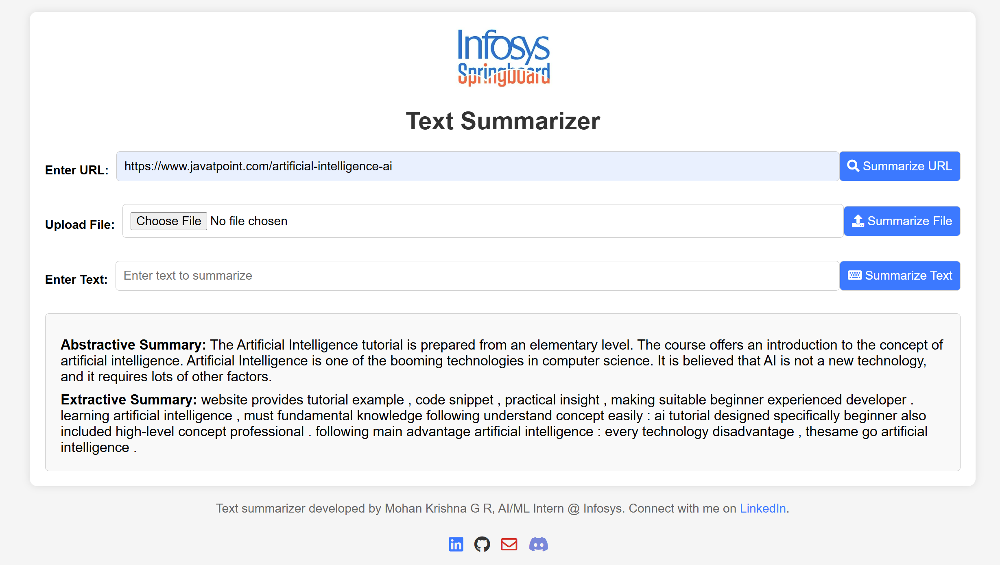 Infosys
Springboard
Text Summarizer
Enter URL: https://www.javatpoint.com/artificial-intelligence-ai Summarize URL
Upload File: Choose File No file chosen Summarize File
Enter Text: Enter text to summarize Summarize Text
Abstractive Summary: The Artificial Intelligence tutorial is prepared from an elementary level. The course offers an introduction to the concept of
artificial intelligence. Artificial Intelligence is one of the booming technologies in computer science. It is believed that AI is not a new technology,
and it requires lots of other factors.
Extractive Summary: website provides tutorial example , code snippet , practical insight , making suitable beginner experienced developer .
learning artificial intelligence , must fundamental knowledge following understand concept easily : ai tutorial designed specifically beginner also
included high-level concept professional . following main advantage artificial intelligence : every technology disadvantage , thesame go artificial
intelligence .
Text summarizer developed by Mohan Krishna G R, AI/ML Intern @ Infosys. Connect with me on LinkedIn.
in